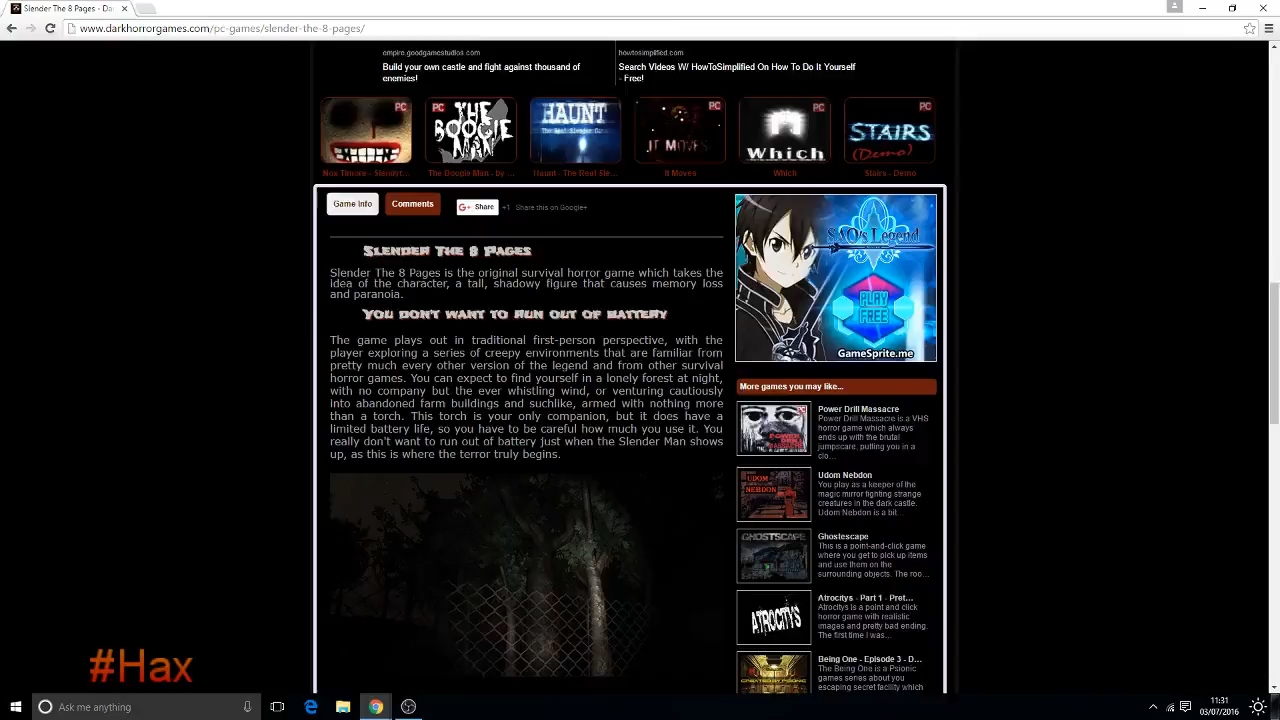 Slender The 8 Pages - Da
www.darkhorrorgames.com/pc-games/slender-the-8-pages/
empire.goodgamestudios.com
Build your own castle and fight against thousand of
enemies!
howtosimplified.com
Search Videos W/ HowToSimplified On How To Do It Yourself
- Free!
PC
PC THE BOOGIE MAN
HAUNT The Real Slender Ga
PC IT MOVES
PC Which
PC STAIRS (Demo)
Haunt - The Real Sle...
It Moves
Which
Stairs - Demo
Game Info
Comments
G+ Share
+1
Share this on Google+
Slender The 8 Pages
Slender The 8 Pages is the original survival horror game which takes the
idea of the character, a tall, shadowy figure that causes memory loss
and paranoia.
You don't want to run out of battery
The game plays out in traditional first-person perspective, with the
player exploring a series of creepy environments that are familiar from
pretty much every other version of the legend and from other survival
horror games. You can expect to find yourself in a lonely forest at night,
with no company but the ever whistling wind, or venturing cautiously
into abandoned farm buildings and suchlike, armed with nothing more
than a torch. This torch is your only companion, but it does have a
limited battery life, so you have to be careful how much you use it. You
really don't want to run out of battery just when the Slender Man shows
up, as this is where the terror truly begins.
SAO's Legend
PLAY
FREE
GameSprite.me
More games you may like...
PC
POWER DRILL MASSACRE
Power Drill Massacre
Power Drill Massacre is a VHS
horror game which always
ends up with the brutal
jumpscare, putting you in a
clo...
UDOM
NEBDON
Udom Nebdon
You play as a keeper of the
magic mirror fighting strange
creatures in the dark castle.
Udom Nebdon is a bit...
GHOSTSCAPE
Ghostscape
This is a point-and-click game
where you get to pick up items
and use them on the
surrounding objects. The roo...
ATROCITYS
Atrocitys - Part 1 - Pret...
Atrocitys is a point and click
horror game with realistic
images and pretty bad ending.
The first time I was...
Being One - Episode 3 - D...
The Being One is a Psionic
games series about you
escaping secret facility which
#Hax
Ask me anything
11:31
03/07/2016